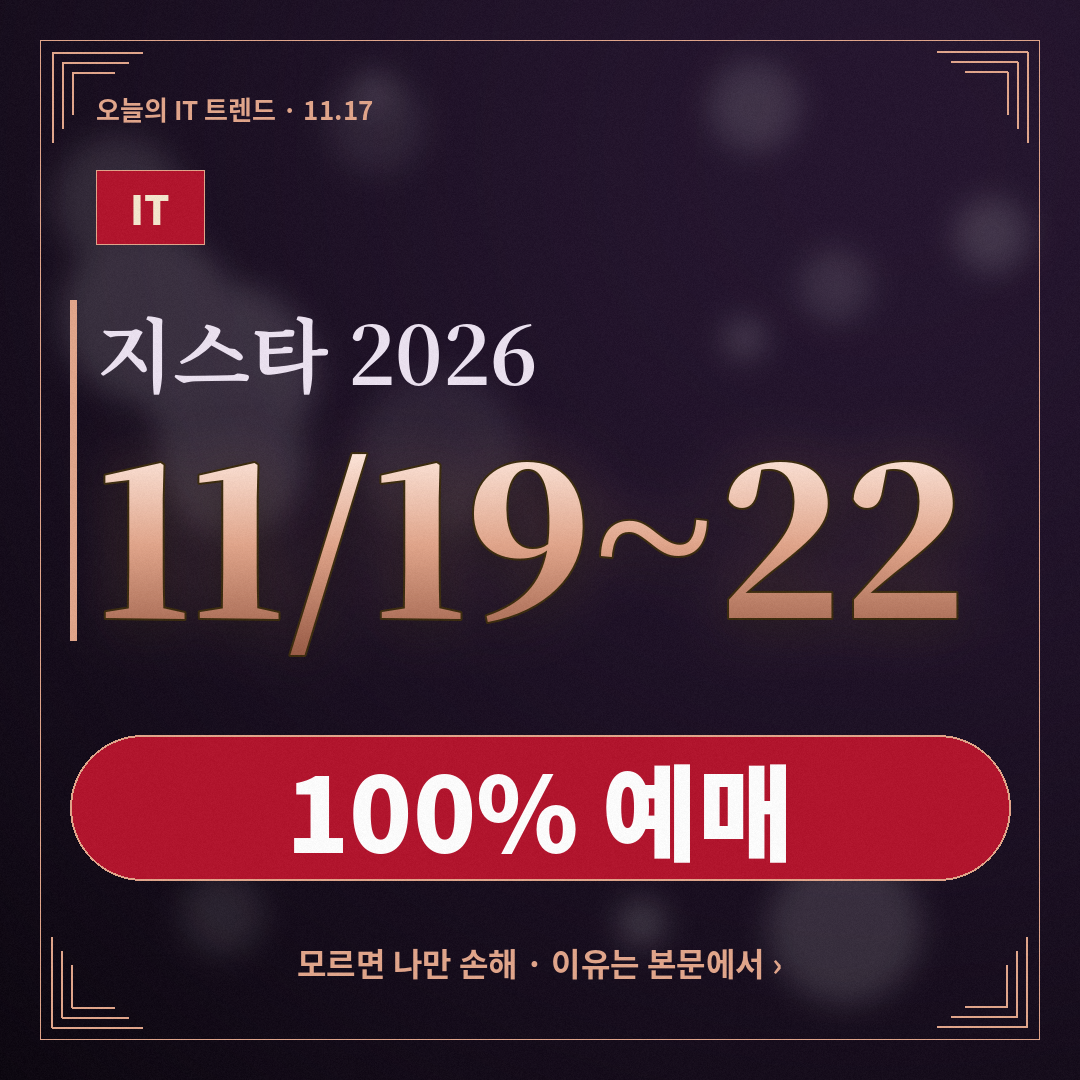 오늘의 IT 트렌드 · 11.17
IT
지스타 2026
11/19~22
100% 예매
모르면 나만 손해 · 이유는 본문에서 ›